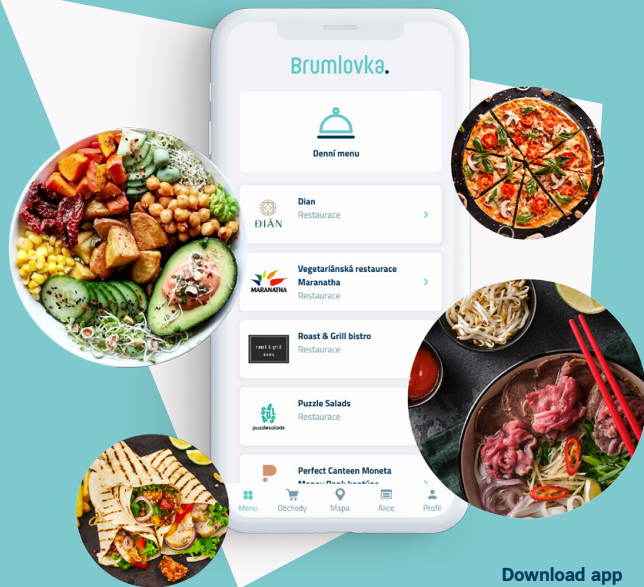 Brumlovka.
Denní menu
ĐIĀN
Dian
Restaurace
MARANATHA
Vegetariánská restaurace
Maranatha
Restaurace
roast & grill
Roast & Grill bistro
Restaurace
puzzlesalads
Puzzle Salads
Restaurace
Perfect Canteen Moneta
Menu
Obchody
Mapa
Akce
Profil
Download app